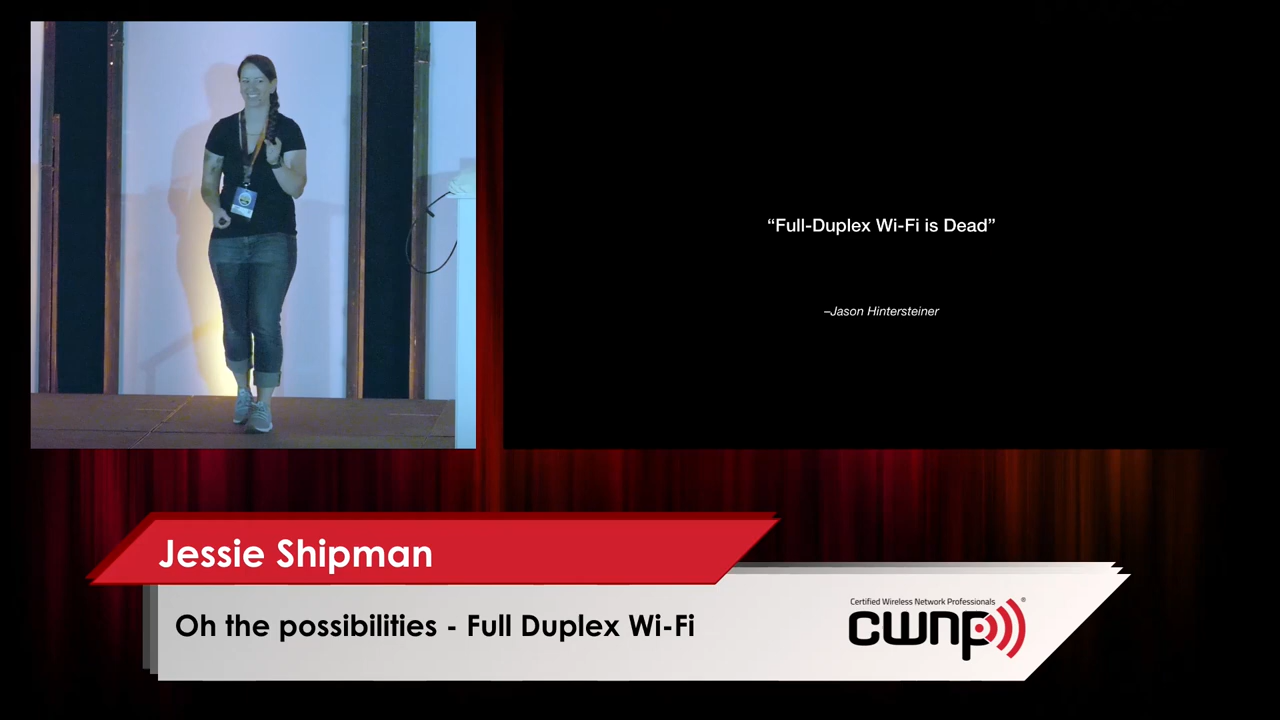 “Full-Duplex Wi-Fi is Dead”
–Jason Hintersteiner
Jessie Shipman
Oh the possibilities - Full Duplex Wi-Fi
Certified Wireless Network Professionals
cwnp®